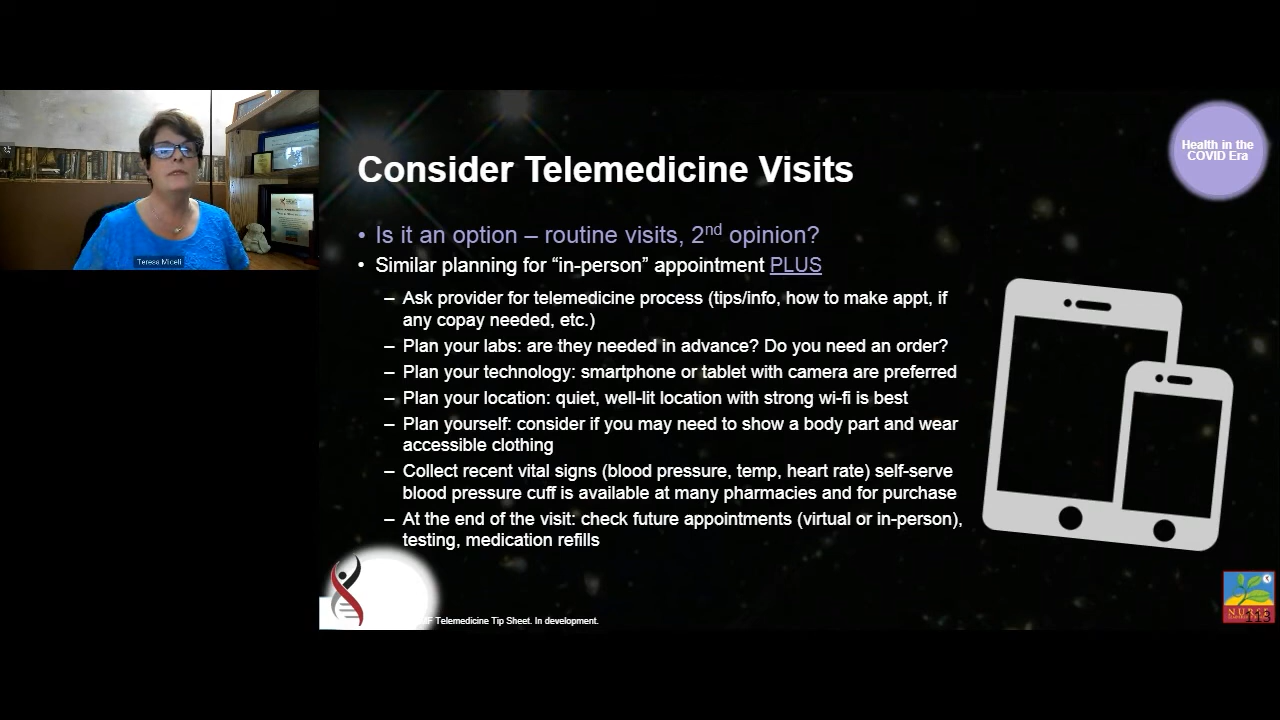 Health in the
COVID Era
Consider Telemedicine Visits
• Is it an option – routine visits, 2nd opinion?
• Similar planning for “in-person” appointment PLUS
– Ask provider for telemedicine process (tips/info, how to make appt, if
any copay needed, etc.)
– Plan your labs: are they needed in advance? Do you need an order?
– Plan your technology: smartphone or tablet with camera are preferred
– Plan your location: quiet, well-lit location with strong wi-fi is best
– Plan yourself: consider if you may need to show a body part and wear
accessible clothing
– Collect recent vital signs (blood pressure, temp, heart rate) self-serve
blood pressure cuff is available at many pharmacies and for purchase
– At the end of the visit: check future appointments (virtual or in-person),
testing, medication refills
Telemedicine Tip Sheet. In development.
Teresa Miceli
NURSE
113